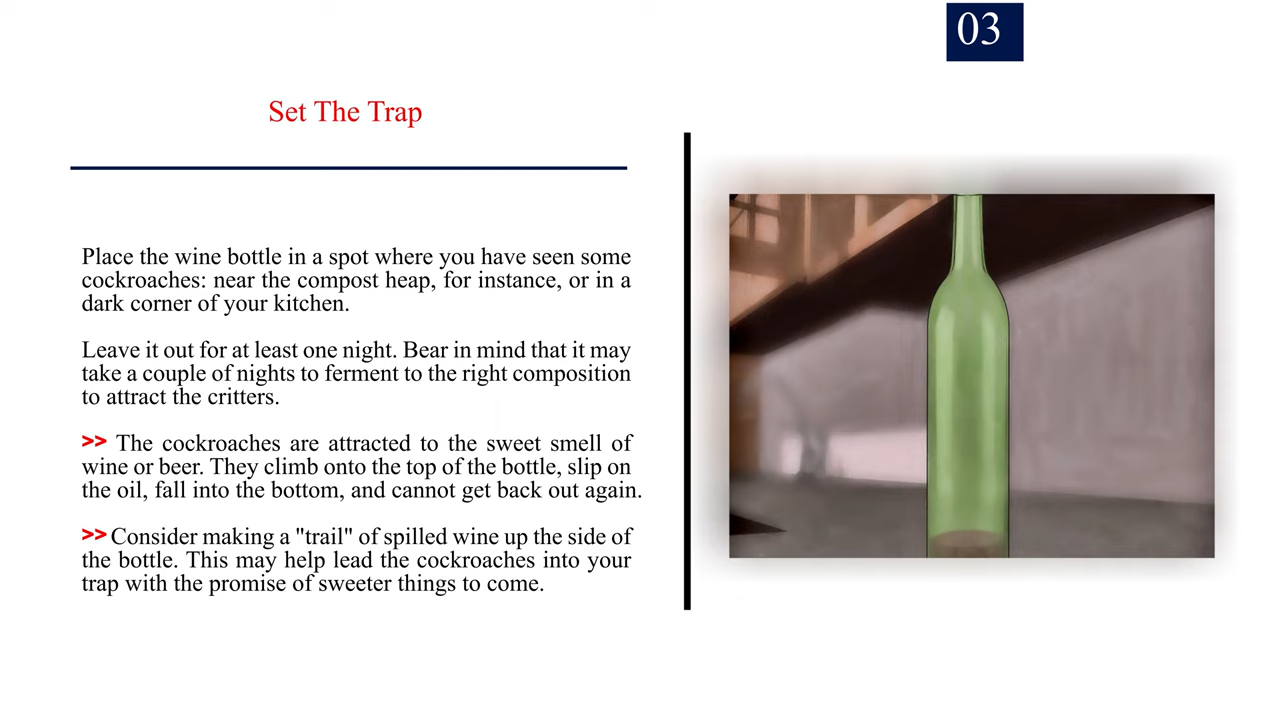 03
Set The Trap
Place the wine bottle in a spot where you have seen some
cockroaches: near the compost heap, for instance, or in a
dark corner of your kitchen.
Leave it out for at least one night. Bear in mind that it may
take a couple of nights to ferment to the right composition
to attract the critters.
>> The cockroaches are attracted to the sweet smell of
wine or beer. They climb onto the top of the bottle, slip on
the oil, fall into the bottom, and cannot get back out again.
>> Consider making a "trail" of spilled wine up the side of
the bottle. This may help lead the cockroaches into your
trap with the promise of sweeter things to come.